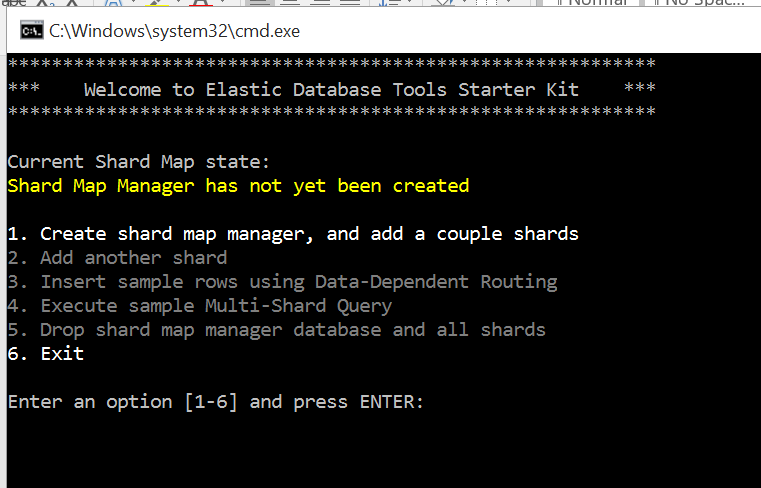 Normal
No Spac...
C:\Windows\system32\cmd.exe
***********************************************************
*** Welcome to Elastic Database Tools Starter Kit ***
***********************************************************
Current Shard Map state:
Shard Map Manager has not yet been created
1. Create shard map manager, and add a couple shards
2. Add another shard
3. Insert sample rows using Data-Dependent Routing
4. Execute sample Multi-Shard Query
5. Drop shard map manager database and all shards
6. Exit
Enter an option [1-6] and press ENTER: